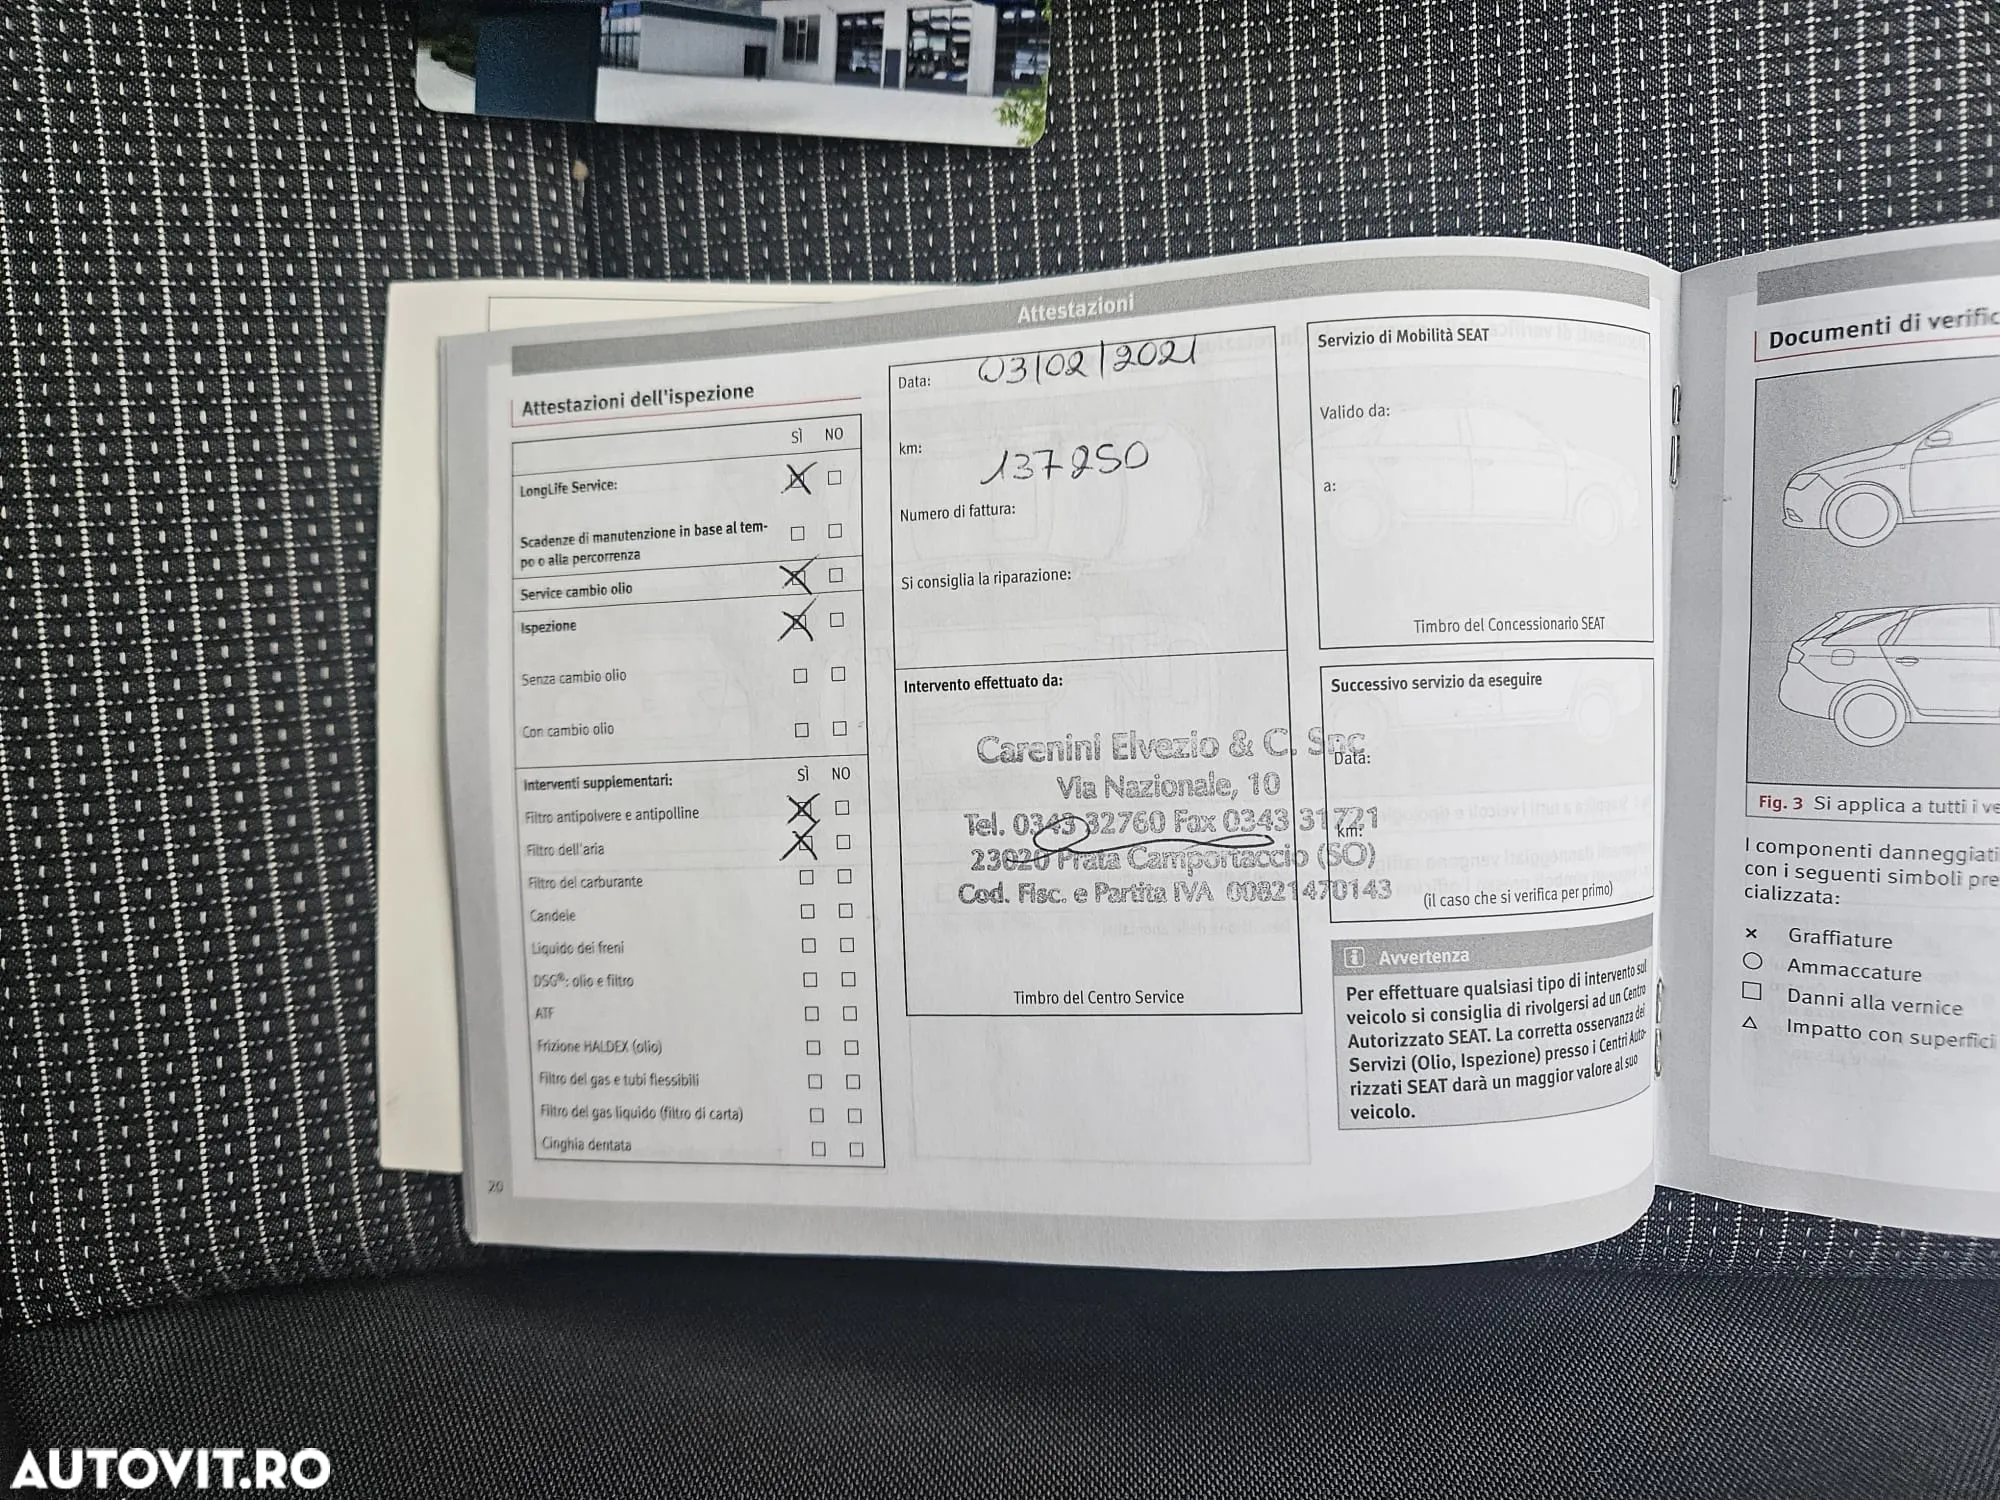 Attestazioni
Attestazioni dell'ispezione
SÌ NO
LongLife Service:
Scadenze di manutenzione in base al tem-
po o alla percorrenza
Service cambio olio
Ispezione
Senza cambio olio
Con cambio olio
Interventi supplementari: SÌ NO
Filtro antipolvere e antipolline
Filtro dell'aria
Filtro del carburante
Candele
Liquido dei freni
DSG®: olio e filtro
ATF
Frizione HALDEX (olio)
Filtro del gas e tubi flessibili
Filtro del gas liquido (filtro di carta)
Cinghia dentata
20
Data: 03/02/2021
km: 137250
Numero di fattura:
Si consiglia la riparazione:
Intervento effettuato da:
Carenini Elvezio & C. Snc
Via Nazionale, 10
Tel. 0343 32760 Fax 0343 31721
23020 Prata Camportaccio (SO)
Cod. Fisc. e Partita IVA 00821470143
Timbro del Centro Service
Servizio di Mobilità SEAT
Valido da:
a:
Timbro del Concessionario SEAT
Successivo servizio da eseguire
Data:
km:
(il caso che si verifica per primo)
Avvertenza
Per effettuare qualsiasi tipo di intervento sul
veicolo si consiglia di rivolgersi ad un Centro
Autorizzato SEAT. La corretta osservanza dei
Servizi (Olio, Ispezione) presso i Centri Auto-
rizzati SEAT darà un maggior valore al suo
veicolo.
Documenti di verific
Fig. 3 Si applica a tutti i ve
I componenti danneggiati
con i seguenti simboli pre
cializzata:
× Graffiature
○ Ammaccature
□ Danni alla vernice
△ Impatto con superfici
AUTOVIT.RO